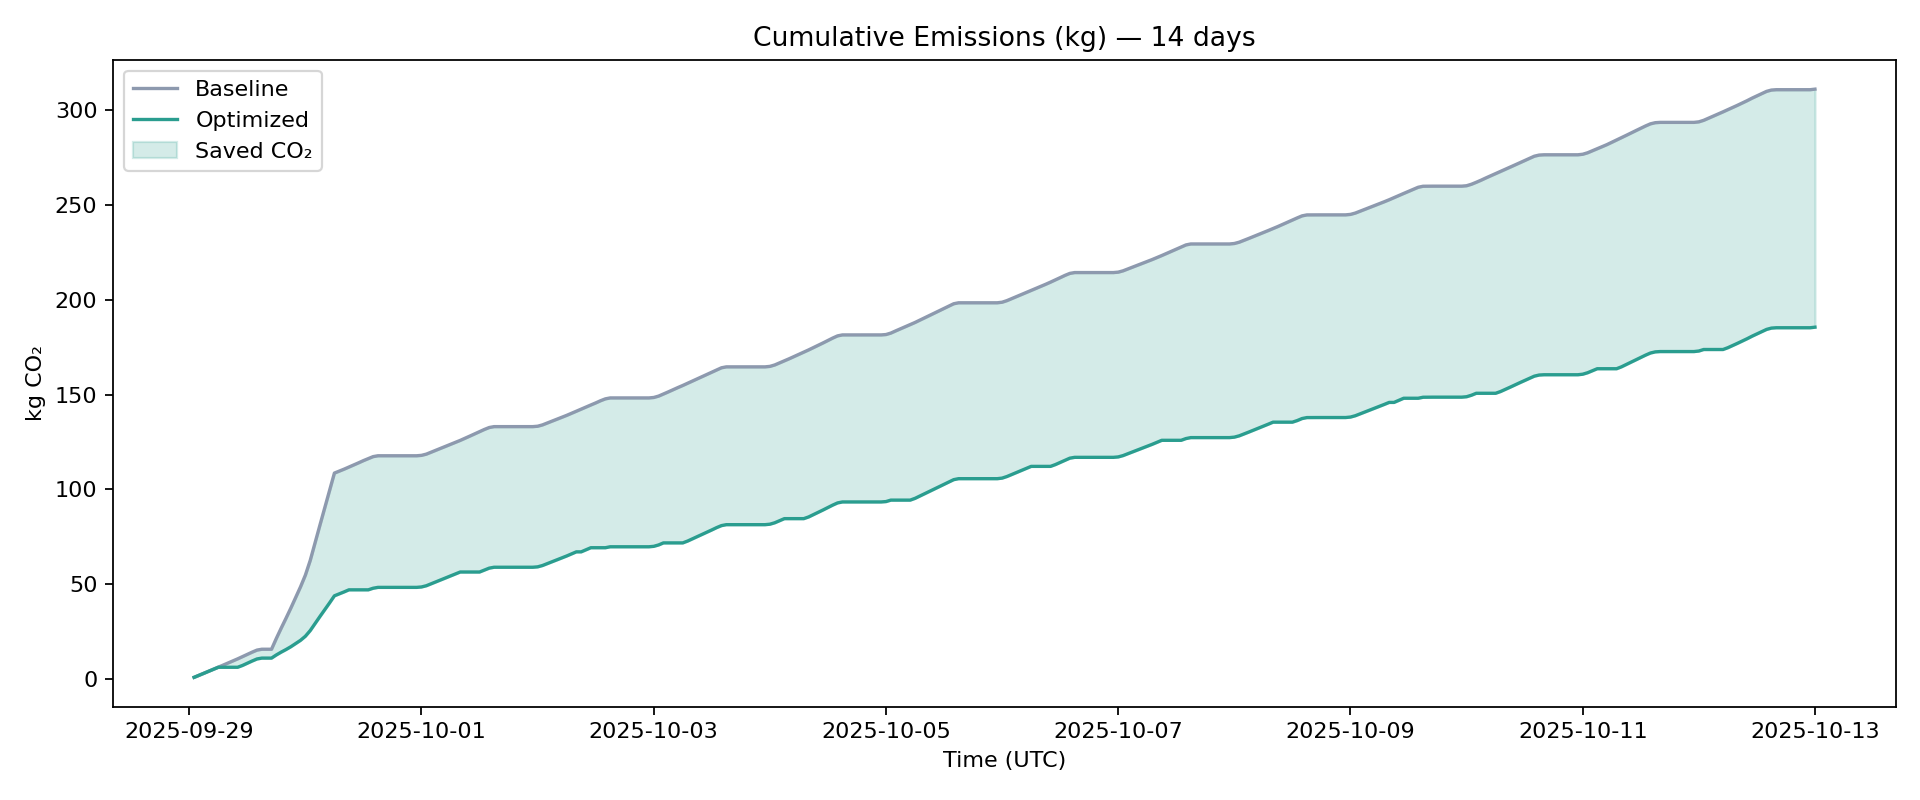 Cumulative Emissions (kg) — 14 days
Baseline
Optimized
Saved CO₂
kg CO₂
300
250
200
150
100
50
0
2025-09-29
2025-10-01
2025-10-03
2025-10-05
2025-10-07
2025-10-09
2025-10-11
2025-10-13
Time (UTC)